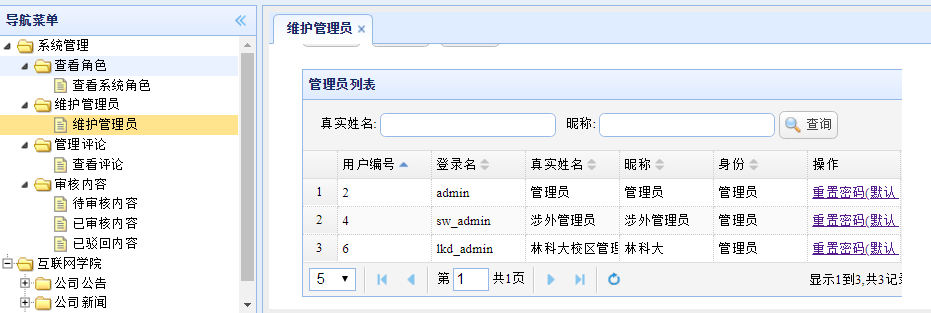 导航菜单
系统管理
查看角色
查看系统角色
维护管理员
维护管理员
管理评论
查看评论
审核内容
待审核内容
已审核内容
已驳回内容
互联网学院
公司公告
公司新闻
维护管理员
管理员列表
真实姓名: 昵称: 查询
用户编号 登录名 真实姓名 昵称 身份 操作
1 2 admin 管理员 管理员 管理员 重置密码(默认
2 4 sw_admin 涉外管理员 涉外管理员 管理员 重置密码(默认
3 6 lkd_admin 林科大校区管理 林科大 管理员 重置密码(默认
5 第 1 共1页 显示1到3,共3记